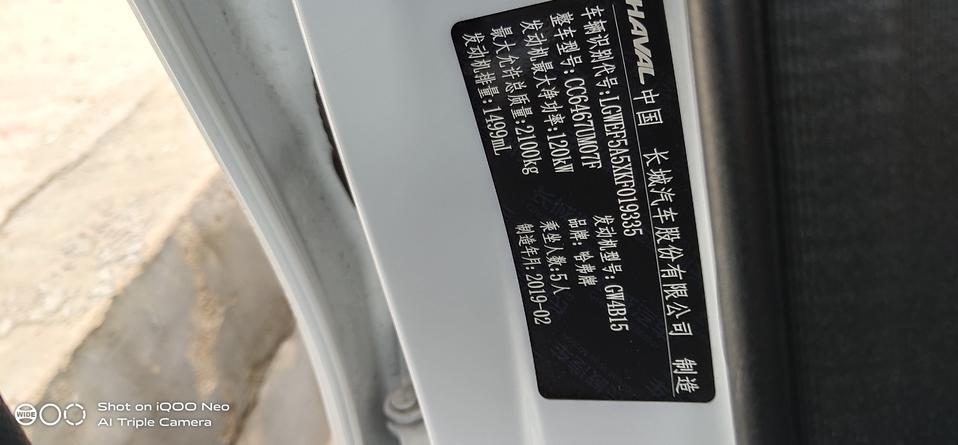 HAVAL 中国 长城汽车股份有限公司 制造
车辆识别代号:LGWEF5A5XKF019335
整车型号:CC6467UM07F 发动机型号:GW4B15
发动机最大净功率:120kW 品牌:哈弗牌
最大允许总质量:2100kg 乘坐人数:5人
发动机排量:1499mL 制造年月:2019-02
WIDE
Shot on iQOO Neo
AI Triple Camera